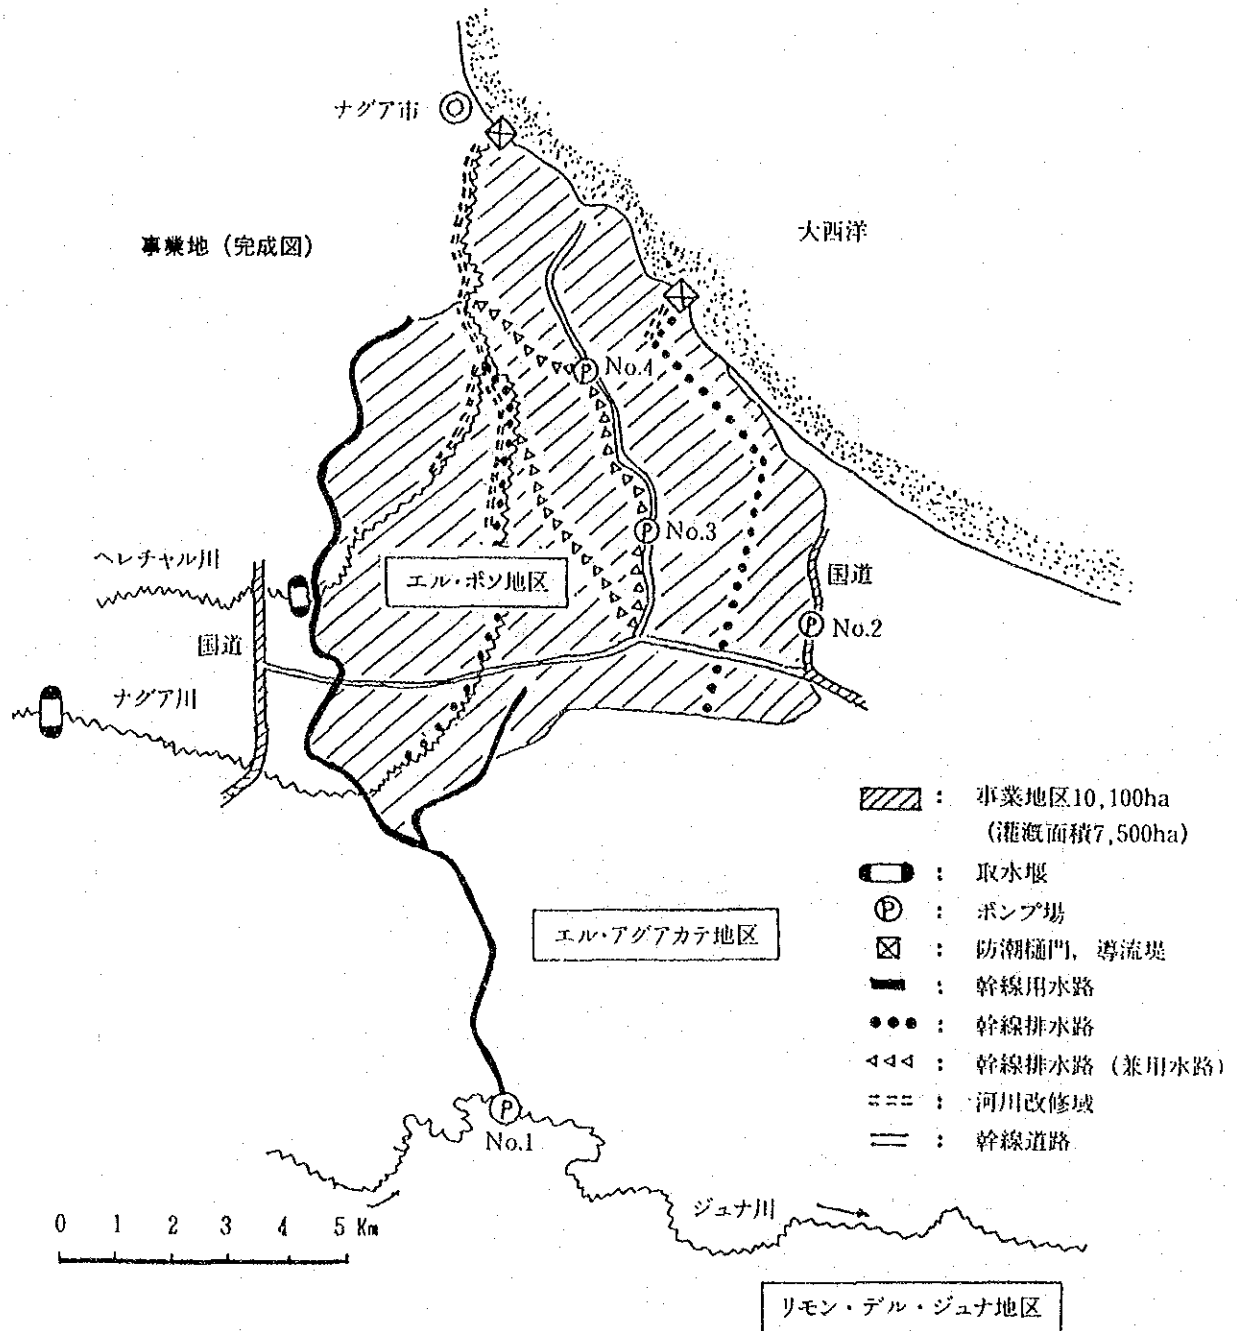 ナグア市
大西洋
事業地（完成図）
No.4
No.3
ヘレチャル川
エル・ポソ地区
国道
No.2
国道
ナグア川
事業地区10,100ha
（灌漑面積7,500ha）
取水堰
P : ポンプ場
防潮樋門，導流堤
幹線用水路
幹線排水路
幹線排水路（兼用水路）
河川改修域
幹線道路
エル・アグアカテ地区
P
No.1
ジュナ川
0 1 2 3 4 5 Km
リモン・デル・ジュナ地区